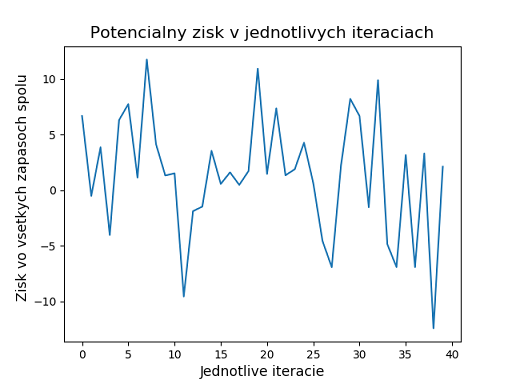 Potencialny zisk v jednotlivych iteraciach
Zisk vo vsetkych zapasoch spolu
10
5
0
−5
−10
0 5 10 15 20 25 30 35 40
Jednotlive iteracie